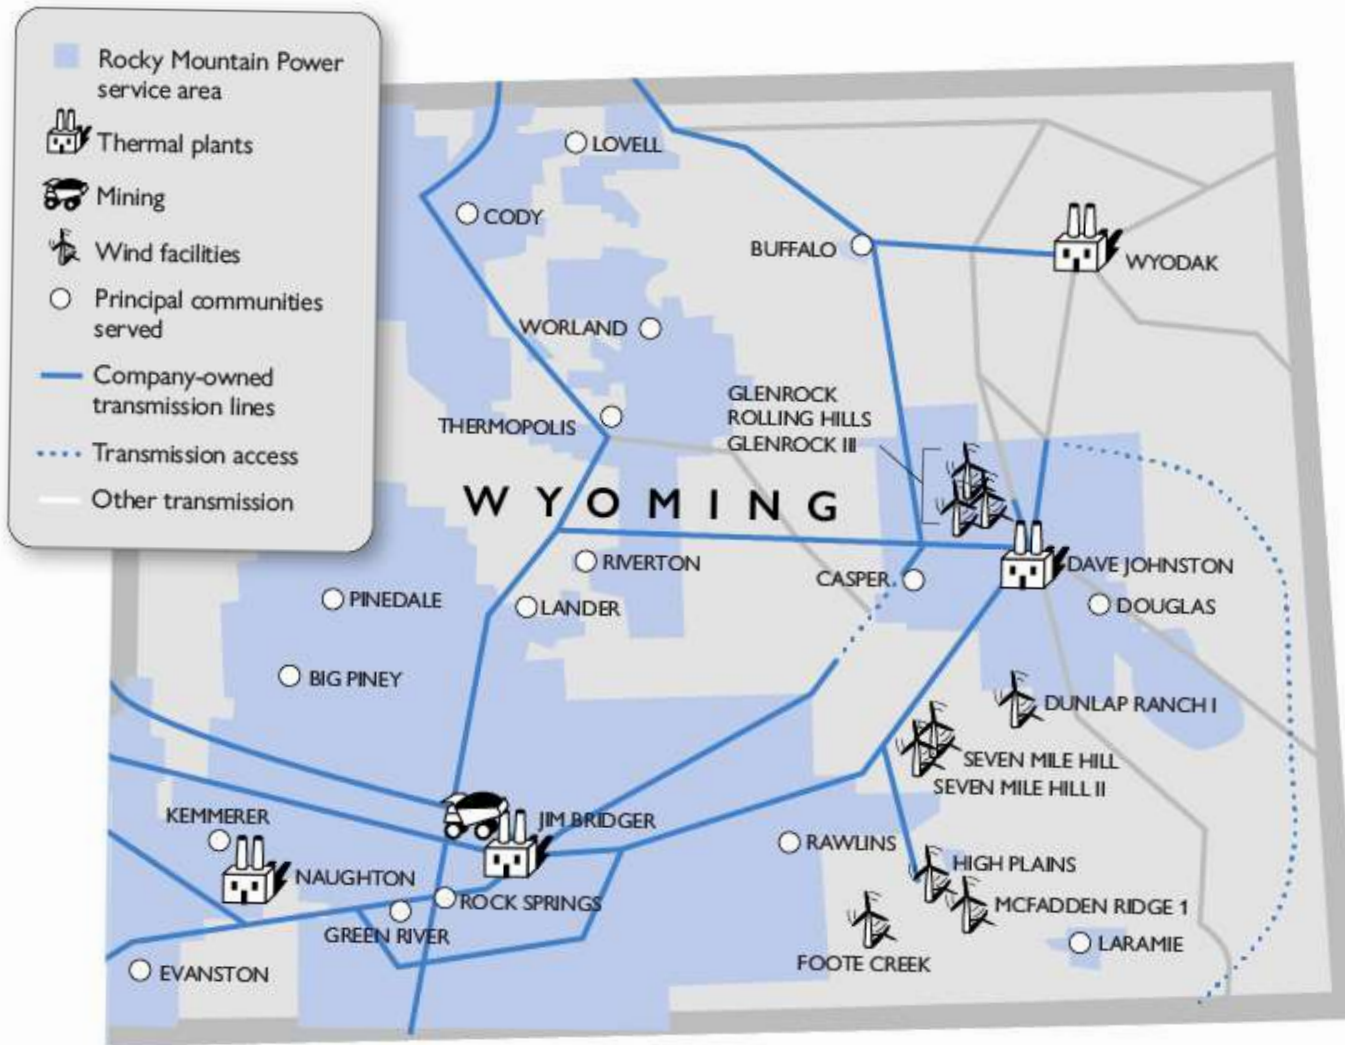 Rocky Mountain Power
service area
Thermal plants
Mining
Wind facilities
Principal communities
served
Company-owned
transmission lines
Transmission access
Other transmission
LOVELL
CODY
BUFFALO
WYODAK
WORLAND
GLENROCK
ROLLING HILLS
GLENROCK III
THERMOPOLIS
WYOMING
RIVERTON
CASPER
DAVE JOHNSTON
PINEDALE
LANDER
DOUGLAS
BIG PINEY
DUNLAP RANCH I
SEVEN MILE HILL
SEVEN MILE HILL II
KEMMERER
JIM BRIDGER
RAWLINS
HIGH PLAINS
NAUGHTON
ROCK SPRINGS
MCFADDEN RIDGE 1
GREEN RIVER
LARAMIE
FOOTE CREEK
EVANSTON